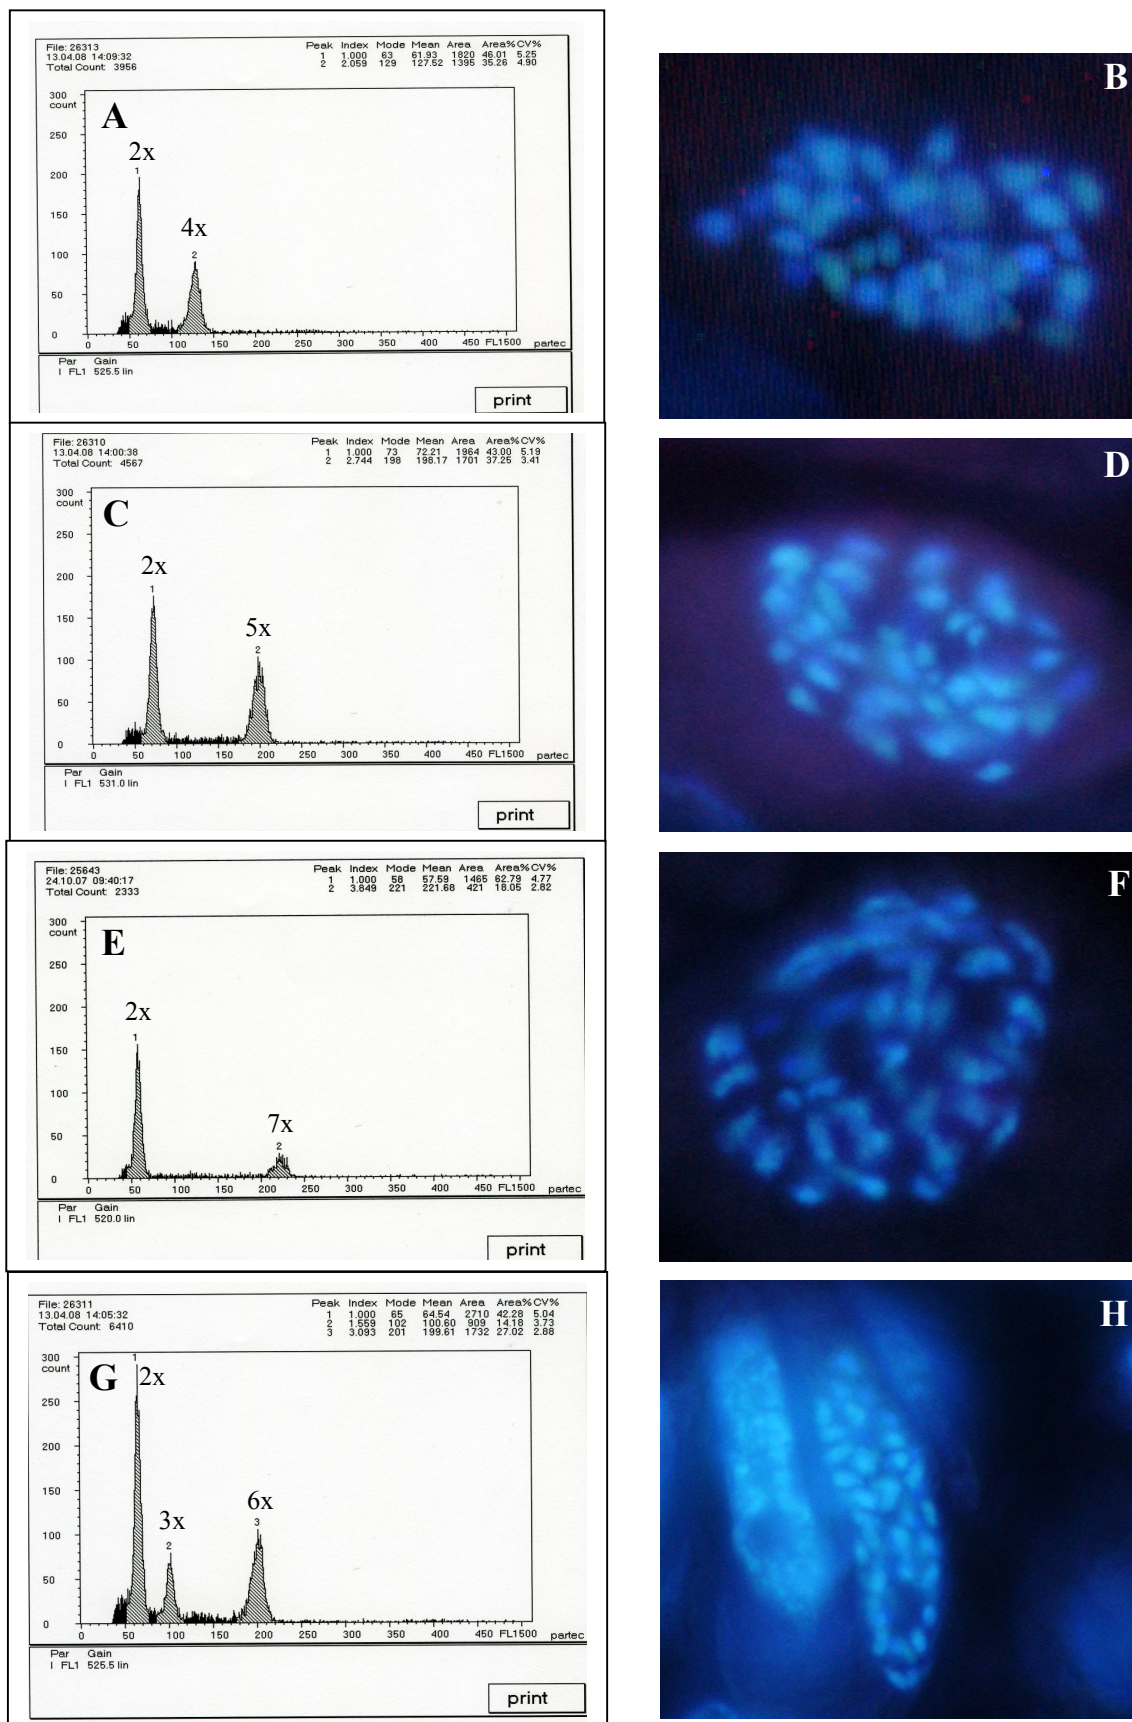 File: 26313
13.04.08 14:09:32
Total Count: 3956
Peak Index Mode Mean Area Area% CV%
1 1.000 63 61.93 1820 46.01 5.25
2 2.059 129 127.52 1395 35.26 4.90
A
B
2x
4x
1
2
300
count
250
200
150
100
50
0
0 50 100 150 200 250 300 350 400 450 FL1500 partec
Par Gain
I FL1 525.5 lin
print
File: 26310
13.04.08 14:00:38
Total Count: 4567
Peak Index Mode Mean Area Area% CV%
1 1.000 73 72.21 1964 43.00 5.19
2 2.744 198 198.17 1701 37.25 3.41
C
D
2x
5x
1
2
300
count
250
200
150
100
50
0
0 50 100 150 200 250 300 350 400 450 FL1500 partec
Par Gain
I FL1 531.0 lin
print
File: 25643
24.10.07 09:40:17
Total Count: 2333
Peak Index Mode Mean Area Area% CV%
1 1.000 58 57.59 1465 62.79 4.77
2 3.849 221 221.68 421 18.05 2.82
E
F
2x
7x
1
2
300
count
250
200
150
100
50
0
0 50 100 150 200 250 300 350 400 450 FL1500 partec
Par Gain
I FL1 520.0 lin
print
File: 26311
13.04.08 14:05:32
Total Count: 6410
Peak Index Mode Mean Area Area% CV%
1 1.000 65 64.54 2710 42.28 5.04
2 1.559 102 100.60 909 14.18 3.73
3 3.093 201 199.61 1732 27.02 2.88
G
H
2x
3x
6x
1
2
3
300
count
250
200
150
100
50
0
0 50 100 150 200 250 300 350 400 450 FL1500 partec
Par Gain
I FL1 525.5 lin
print